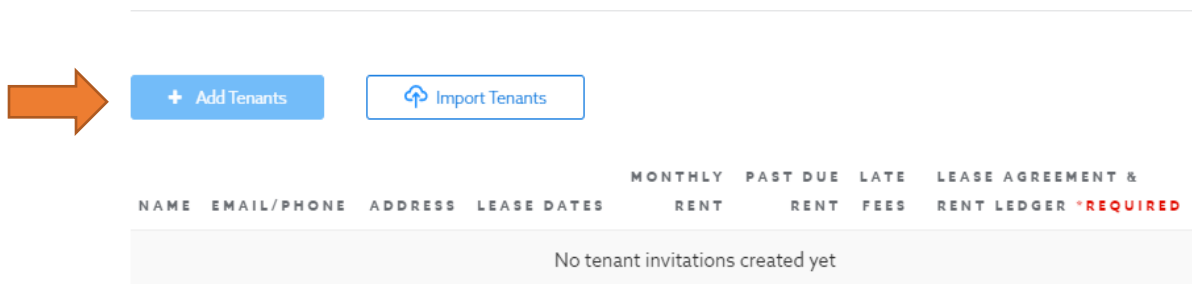 + Add Tenants Import Tenants
MONTHLY PAST DUE LATE LEASE AGREEMENT &
NAME EMAIL/PHONE ADDRESS LEASE DATES RENT RENT FEES RENT LEDGER *REQUIRED
No tenant invitations created yet